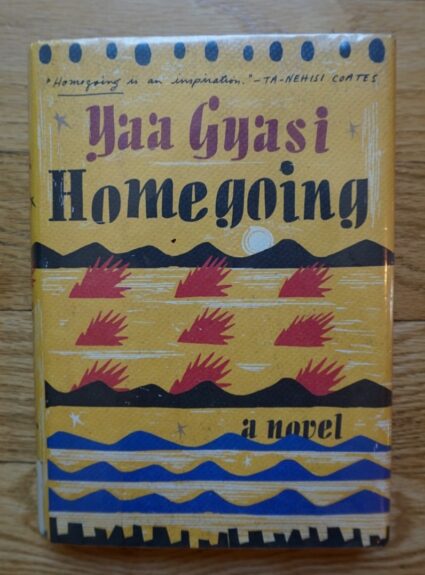 "Homegoing is an inspiration."—TA-NEHISI COATES
Yaa Gyasi
Homegoing
a novel